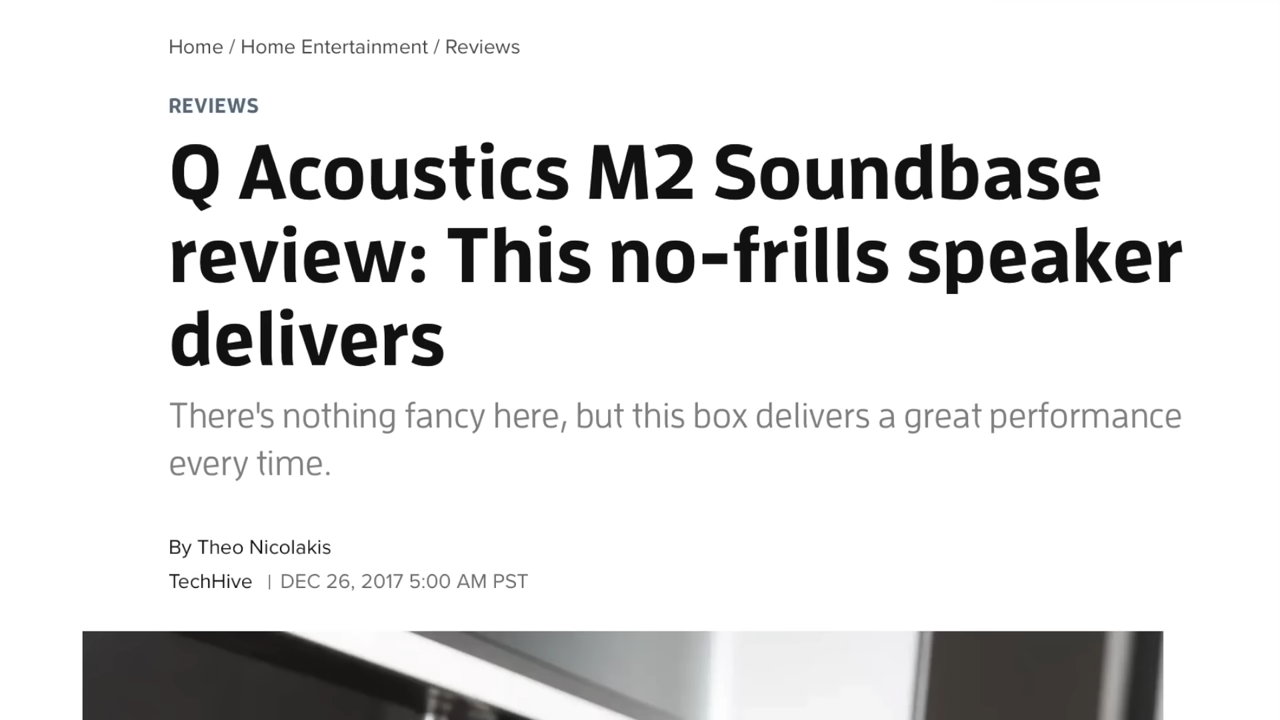 Home / Home Entertainment / Reviews
REVIEWS
Q Acoustics M2 Soundbase
review: This no-frills speaker
delivers
There's nothing fancy here, but this box delivers a great performance
every time.
By Theo Nicolakis
TechHive | DEC 26, 2017 5:00 AM PST